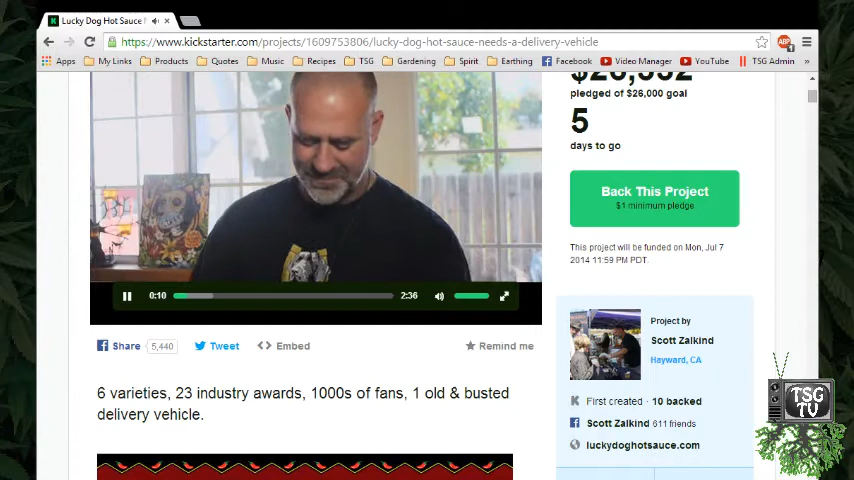 Lucky Dog Hot Sauce
https://www.kickstarter.com/projects/1609753806/lucky-dog-hot-sauce-needs-a-delivery-vehicle
ABP
Apps My Links Products Quotes Music Recipes TSG Gardening Spirit Earthing Facebook Video Manager YouTube TSG Admin »
pledged of $26,000 goal
5
days to go
Back This Project
$1 minimum pledge
This project will be funded on Mon, Jul 7
2014 11:59 PM PDT.
0:10 2:36
Share 5,440 Tweet Embed Remind me
Project by
Scott Zalkind
Hayward, CA
First created · 10 backed
Scott Zalkind 611 friends
luckydoghotsauce.com
6 varieties, 23 industry awards, 1000s of fans, 1 old & busted
delivery vehicle.
TSG
TV